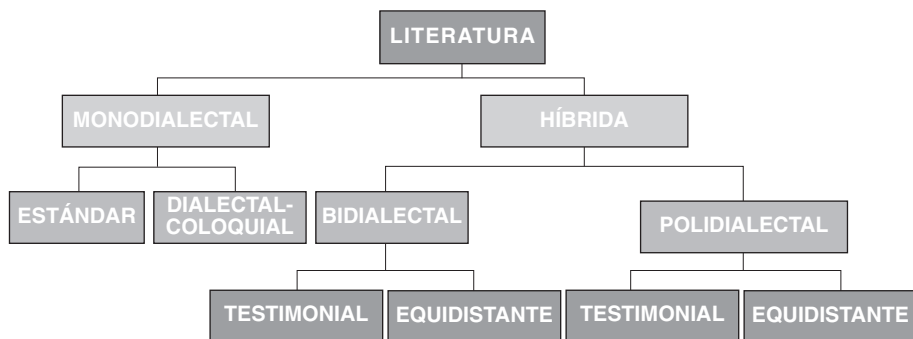 LITERATURA
MONODIALECTAL
HÍBRIDA
ESTÁNDAR
DIALECTAL-
COLOQUIAL
BIDIALECTAL
POLIDIALECTAL
TESTIMONIAL
EQUIDISTANTE
TESTIMONIAL
EQUIDISTANTE